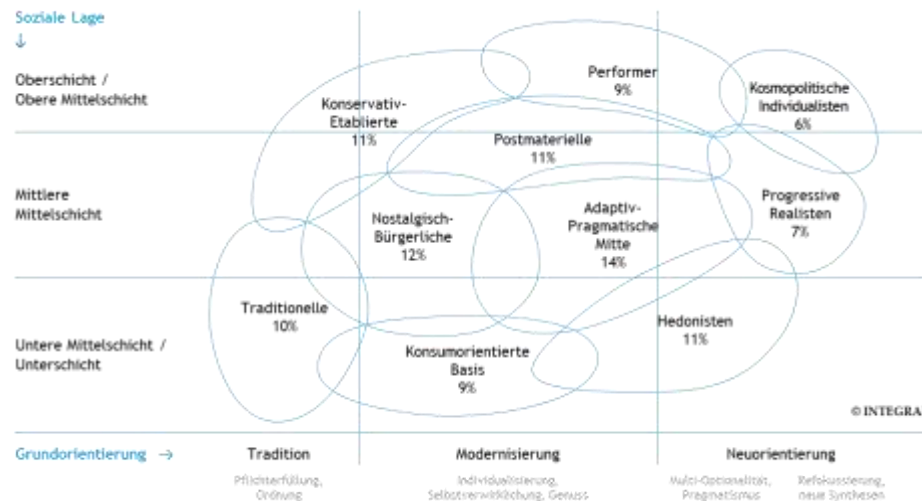 Soziale Lage
↓
Oberschicht /
Obere Mittelschicht
Performer
9%
Kosmopolitische
Individualisten
6%
Konservativ-
Etablierte
11%
Postmaterielle
11%
Mittlere
Mittelschicht
Nostalgisch-
Bürgerliche
12%
Adaptiv-
Pragmatische
Mitte
14%
Progressive
Realisten
7%
Traditionelle
10%
Hedonisten
11%
Untere Mittelschicht /
Unterschicht
Konsumorientierte
Basis
9%
© INTEGRA
Grundorientierung →
Tradition
Modernisierung
Neuorientierung
Pflichterfüllung,
Ordnung
Individualisierung,
Selbstverwirklichung, Genuss
Multi-Optionalität,
Pragmatismus
Refokussierung,
neue Synthesen